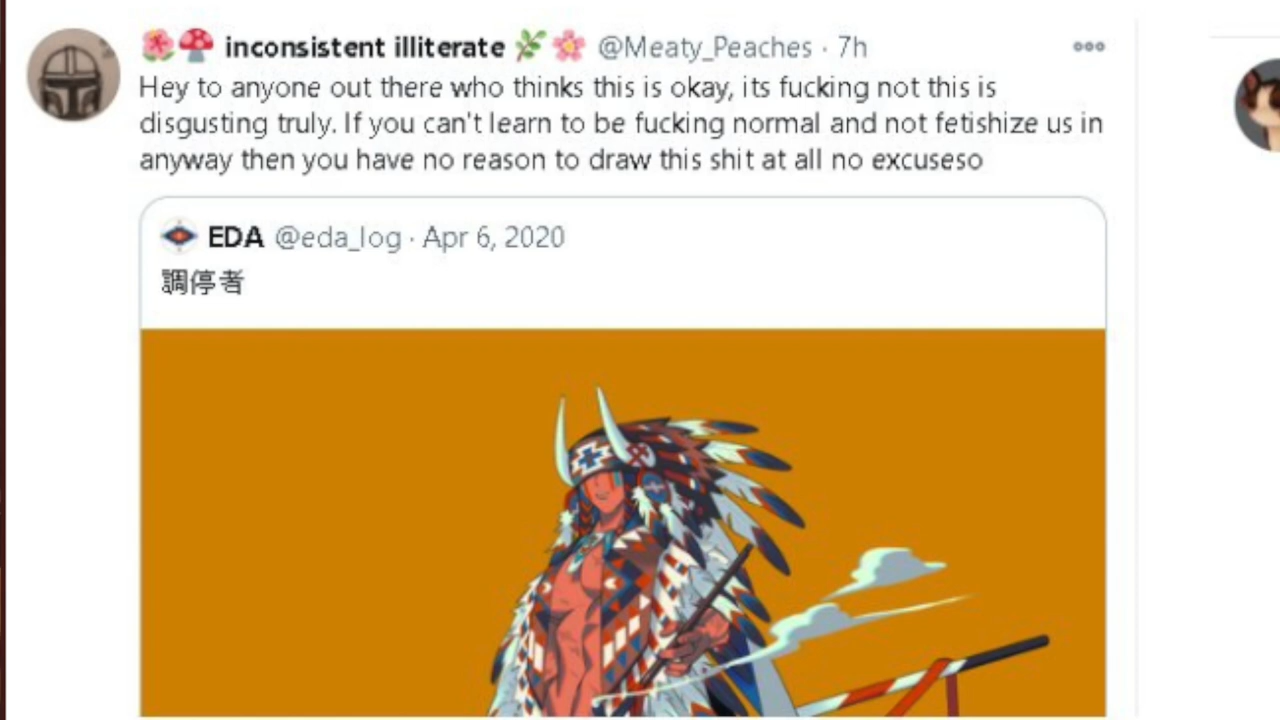 inconsistent illiterate @Meaty_Peaches · 7h
Hey to anyone out there who thinks this is okay, its fucking not this is
disgusting truly. If you can't learn to be fucking normal and not fetishize us in
anyway then you have no reason to draw this shit at all no excuseso
EDA @eda_log · Apr 6, 2020
調停者